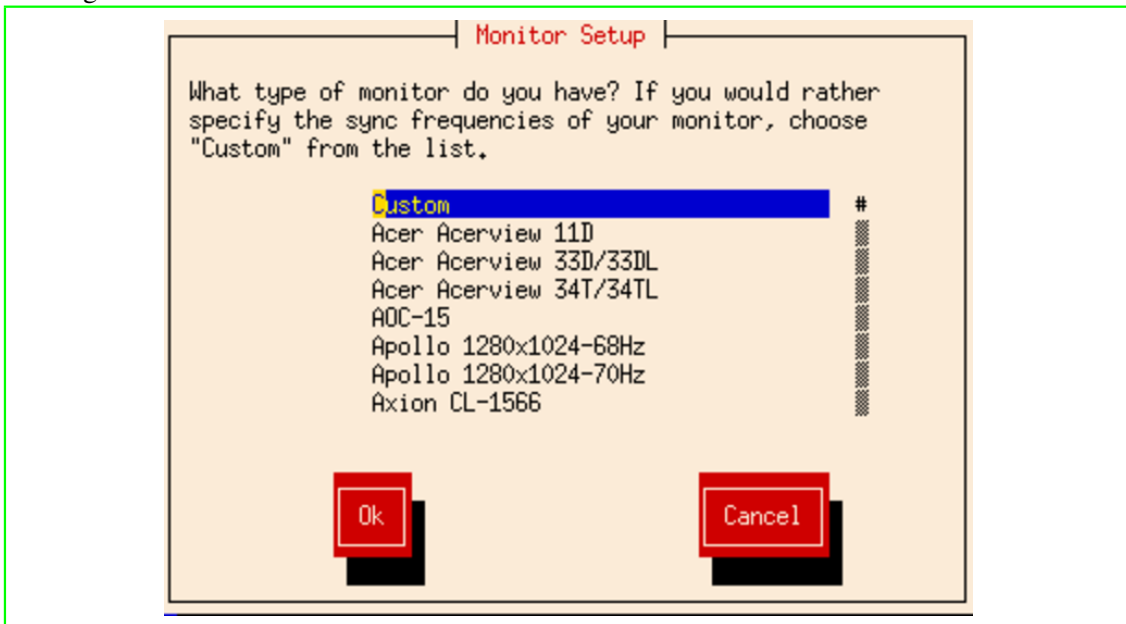 Monitor Setup
What type of monitor do you have? If you would rather
specify the sync frequencies of your monitor, choose
"Custom" from the list.
Custom #
Acer Acerview 11D
Acer Acerview 33D/33DL
Acer Acerview 34T/34TL
AOC-15
Apollo 1280x1024-68Hz
Apollo 1280x1024-70Hz
Axion CL-1566
Ok Cancel